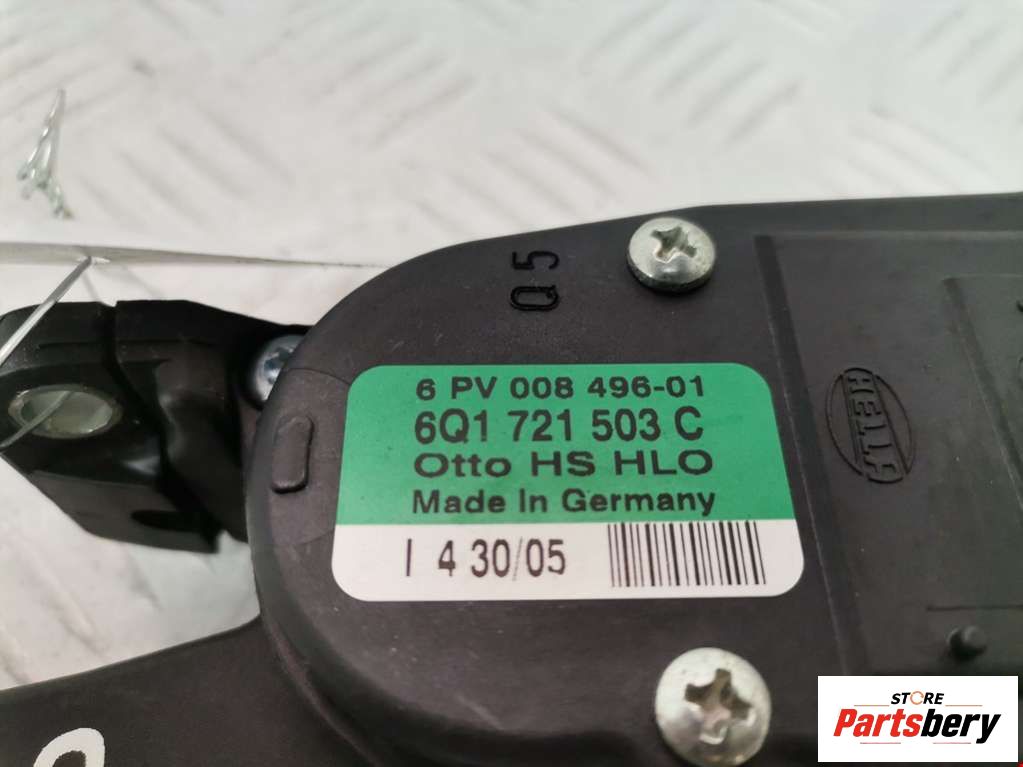 Q5
6 PV 008 496-01
6Q1 721 503 C
Otto HS HLO
Made In Germany
I 4 30/05
HELLA
STORE
Partsbery